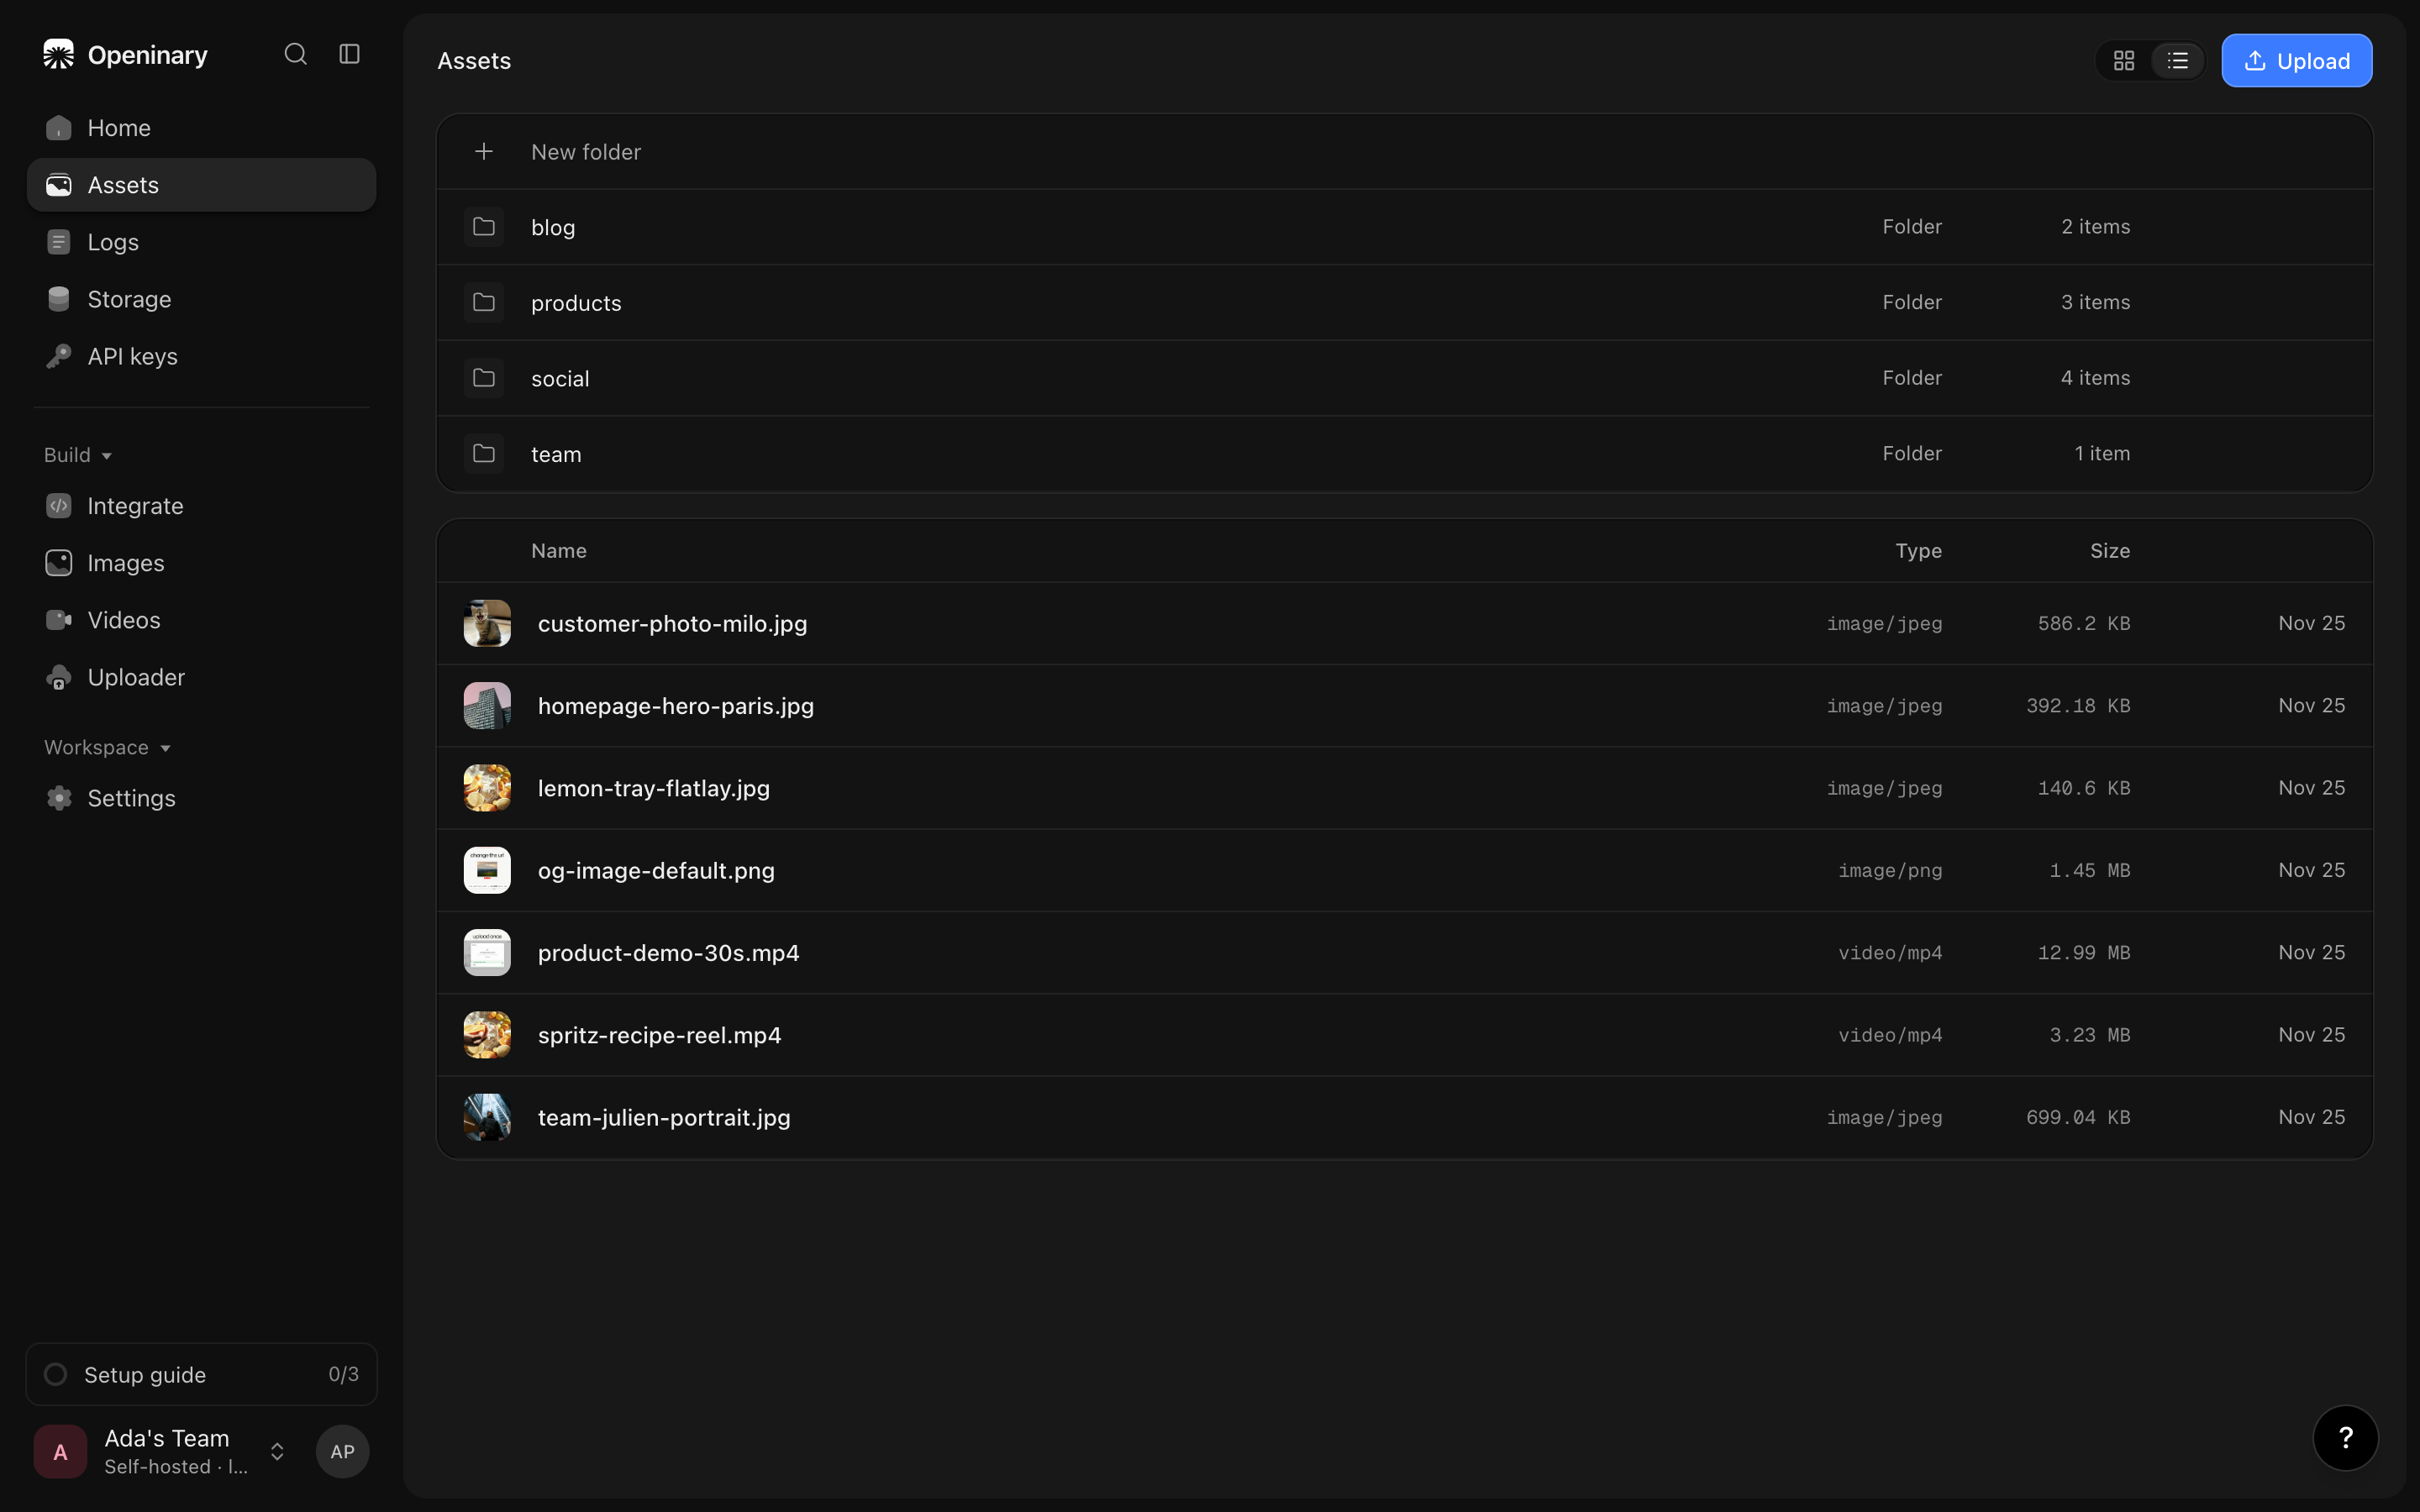 Openinary
Home
Assets
Logs
Storage
API keys
Build
Integrate
Images
Videos
Uploader
Workspace
Settings
Setup guide 0/3
A Ada's Team AP
Self-hosted · l...
Assets
Upload
New folder
blog Folder 2 items
products Folder 3 items
social Folder 4 items
team Folder 1 item
Name Type Size
customer-photo-milo.jpg image/jpeg 586.2 KB Nov 25
homepage-hero-paris.jpg image/jpeg 392.18 KB Nov 25
lemon-tray-flatlay.jpg image/jpeg 140.6 KB Nov 25
change the url
og-image-default.png image/png 1.45 MB Nov 25
upload once
product-demo-30s.mp4 video/mp4 12.99 MB Nov 25
spritz-recipe-reel.mp4 video/mp4 3.23 MB Nov 25
team-julien-portrait.jpg image/jpeg 699.04 KB Nov 25
?